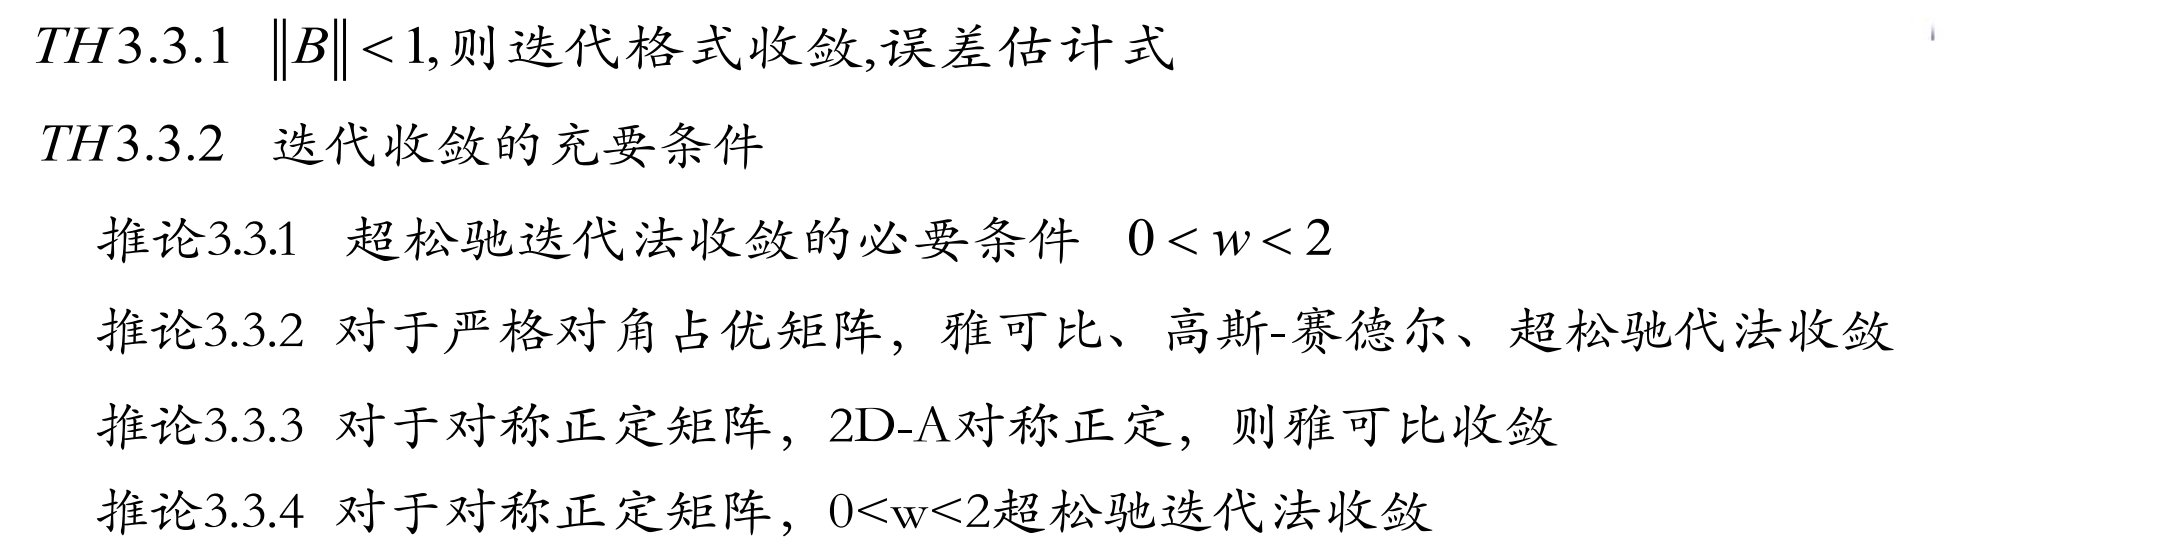 TH3.3.1 ||B||<1,则迭代格式收敛,误差估计式
TH3.3.2 迭代收敛的充要条件
推论3.3.1 超松驰迭代法收敛的必要条件 0<w<2
推论3.3.2 对于严格对角占优矩阵，雅可比、高斯-赛德尔、超松驰代法收敛
推论3.3.3 对于对称正定矩阵，2D-A对称正定，则雅可比收敛
推论3.3.4 对于对称正定矩阵，0<w<2超松驰迭代法收敛